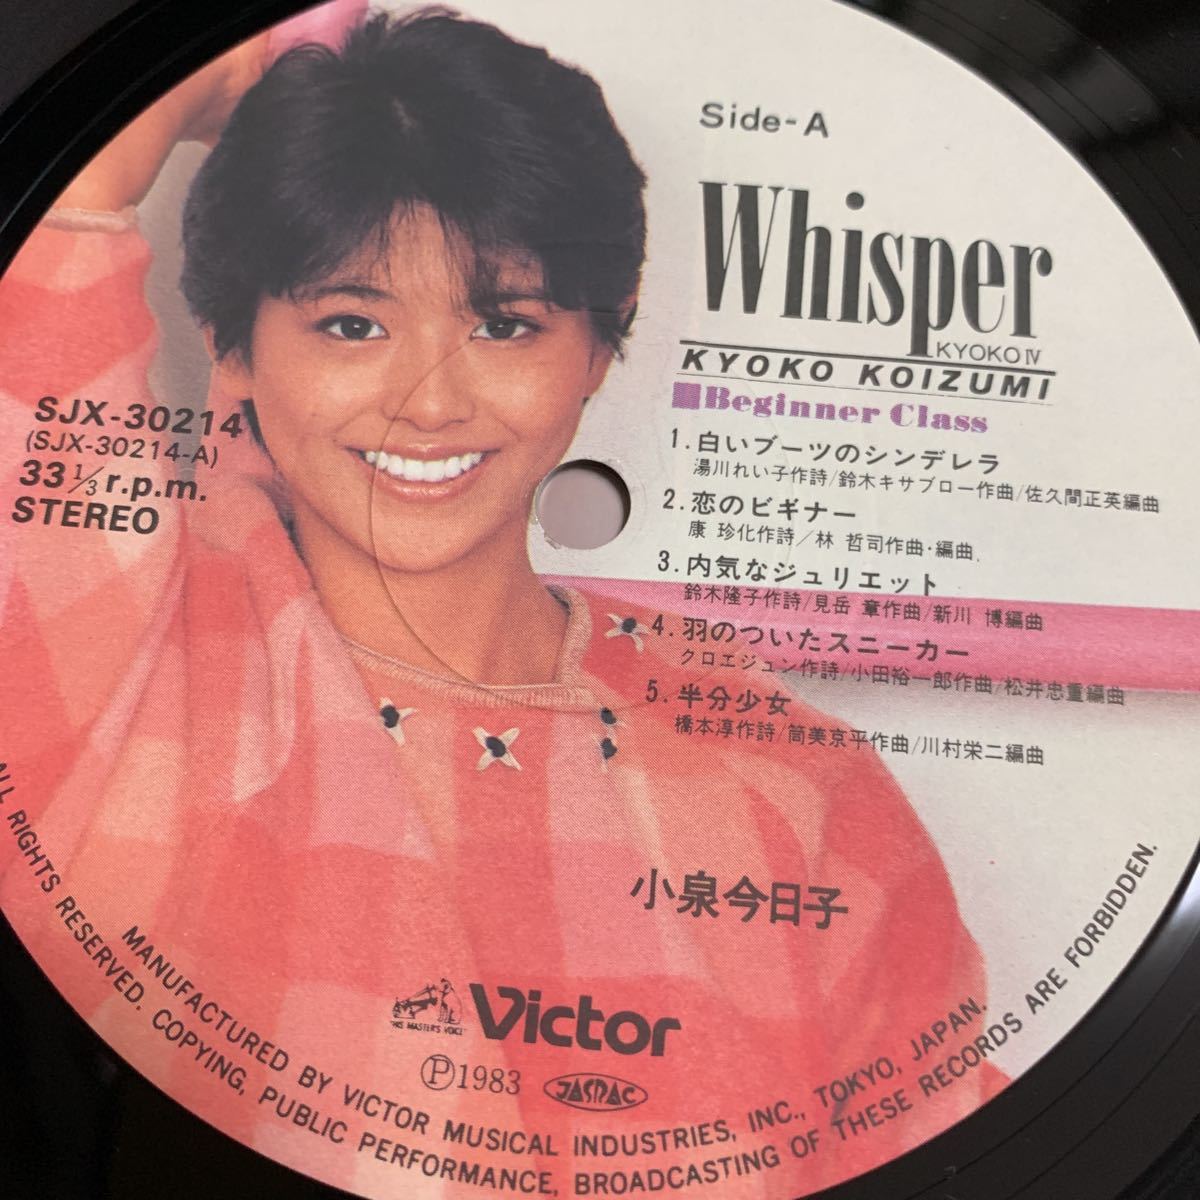 Side-A
Whisper
KYOKO IV
KYOKO KOIZUMI
■Beginner Class
1. 白いブーツのシンデレラ
湯川れい子作詩/鈴木キサブロー作曲/佐久間正英編曲
2. 恋のビギナー
康 珍化作詩/林 哲司作曲・編曲
3. 内気なジュリエット
鈴木隆子作詩/見岳 章作曲/新川 博編曲
4. 羽のついたスニーカー
クロエジュン作詩/小田裕一郎作曲/松井忠重編曲
5. 半分少女
橋本淳作詩/筒美京平作曲/川村栄二編曲
SJX-30214
(SJX-30214-A)
33 1/3 r.p.m.
STEREO
小泉今日子
"HIS MASTER'S VOICE"
Victor
Ⓟ1983 JASRAC
MANUFACTURED BY VICTOR MUSICAL INDUSTRIES, INC., TOKYO, JAPAN.
ALL RIGHTS RESERVED. COPYING, PUBLIC PERFORMANCE, BROADCASTING OF THESE RECORDS ARE FORBIDDEN.